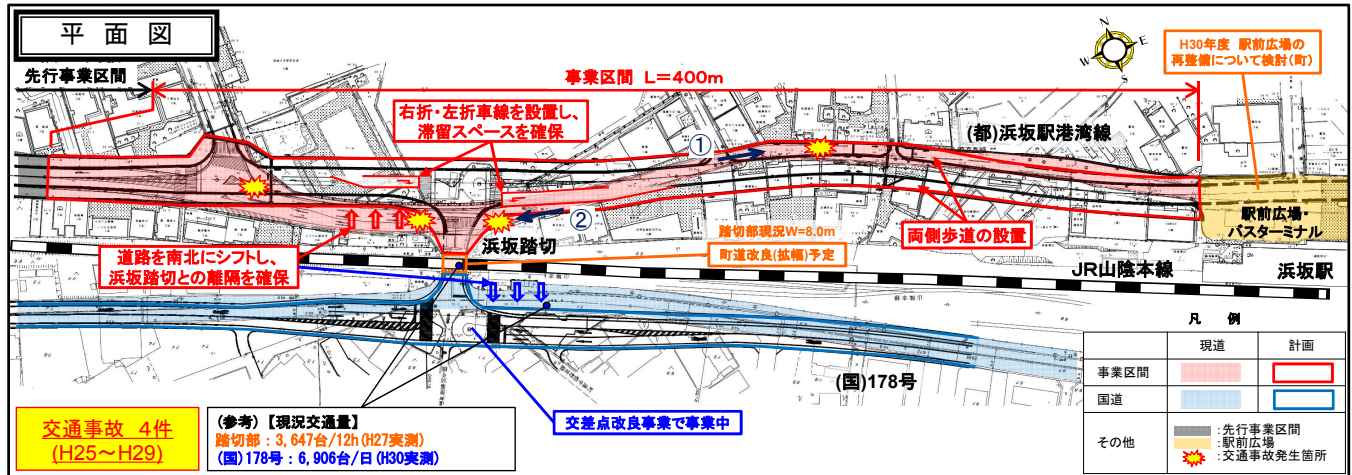 平 面 図
先行事業区間
事業区間 L=400m
N
E
W
S
H30年度 駅前広場の
再整備について検討(町)
右折・左折車線を設置し、
滞留スペースを確保
①
(都)浜坂駅港湾線
②
浜坂踏切
踏切部現況W=8.0m
町道改良(拡幅)予定
両側歩道の設置
駅前広場・
バスターミナル
道路を南北にシフトし、
浜坂踏切との離隔を確保
JR山陰本線
浜坂駅
(国)178号
交通事故 4件
(H25~H29)
(参考)【現況交通量】
踏切部:3,647台/12h(H27実測)
(国)178号:6,906台/日(H30実測)
交差点改良事業で事業中
凡 例
現道 計画
事業区間
国道
その他
:先行事業区間
:駅前広場
:交通事故発生箇所